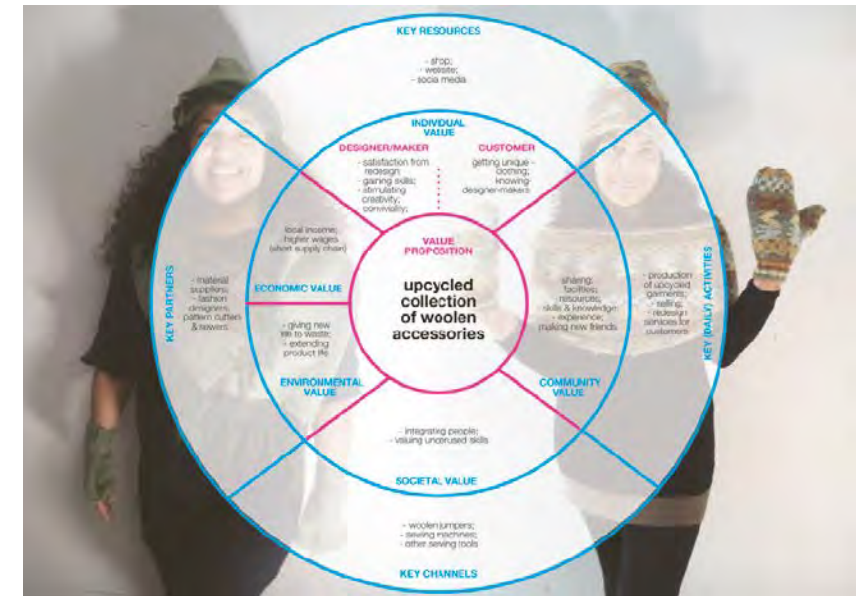 KEY RESOURCES
- shop;
- website;
- social media
INDIVIDUAL
VALUE
DESIGNER/MAKER
- satisfaction from
redesign;
- gaining skills;
- stimulating
creativity;
conviviality;
CUSTOMER
getting unique -
clothing;
knowing
designer-makers
local income;
higher wages
(short supply chain)
ECONOMIC VALUE
VALUE
PROPOSITION
upcycled
collection
of woolen
accessories
KEY PARTNERS
- material
suppliers;
- fashion
designers,
pattern cutters
& sewers
- giving new
life to waste;
- extending
product life
ENVIRONMENTAL
VALUE
- sharing:
facilities;
- resources,
skills & knowledge;
- experience;
making new friends
COMMUNITY
VALUE
- production
of upcycled
garments;
- selling;
- redesign
services for
customers
KEY (DAILY) ACTIVITIES
- integrating people;
- valuing underused skills
SOCIETAL VALUE
- woolen jumpers;
- sewing machines;
- other sewing tools
KEY CHANNELS